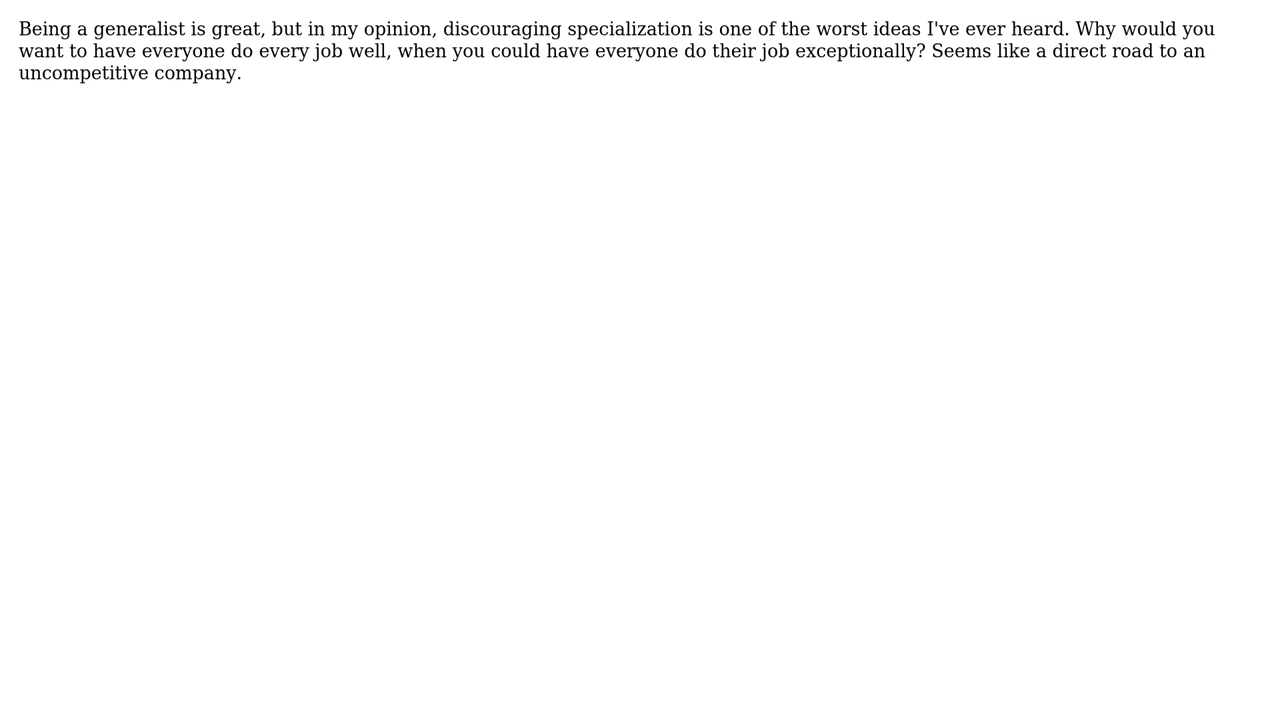 Being a generalist is great, but in my opinion, discouraging specialization is one of the worst ideas I've ever heard. Why would you
want to have everyone do every job well, when you could have everyone do their job exceptionally? Seems like a direct road to an
uncompetitive company.